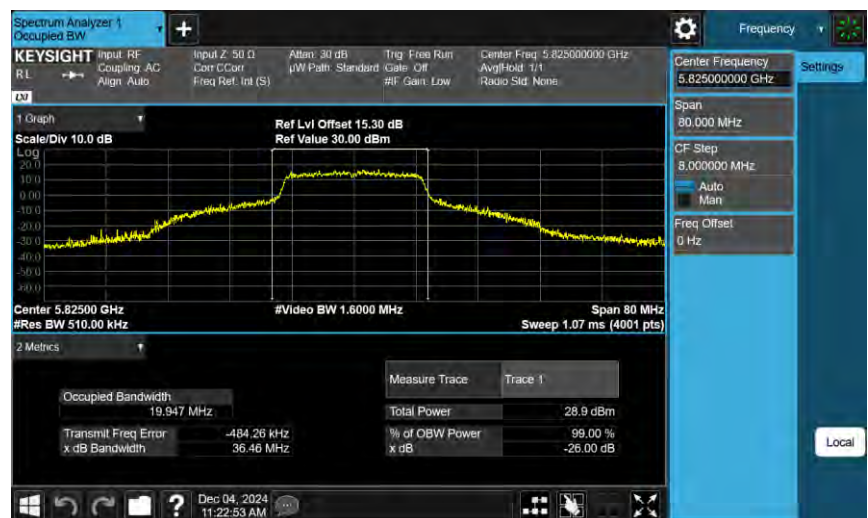 Spectrum Analyzer 1
Occupied BW
+
Frequency
KEYSIGHT
RL
LXI
Input: RF
Coupling: AC
Align: Auto
Input Z: 50 Ω
Corr CCorr
Freq Ref: Int (S)
Atten: 30 dB
µW Path: Standard
Trig: Free Run
Gate: Off
#IF Gain: Low
Center Freq: 5.825000000 GHz
Avg|Hold: 1/1
Radio Std: None
Center Frequency
5.825000000 GHz
Settings
Span
80.000 MHz
CF Step
8.000000 MHz
Auto
Man
Freq Offset
0 Hz
Local
1 Graph
Scale/Div 10.0 dB
Ref Lvl Offset 15.30 dB
Ref Value 30.00 dBm
Log
20.0
10.0
0.00
-10.0
-20.0
-30.0
-40.0
-50.0
-60.0
Center 5.82500 GHz
#Res BW 510.00 kHz
#Video BW 1.6000 MHz
Span 80 MHz
Sweep 1.07 ms (4001 pts)
2 Metrics
Measure Trace Trace 1
Occupied Bandwidth
19.947 MHz
Total Power 28.9 dBm
Transmit Freq Error -484.26 kHz
% of OBW Power 99.00 %
x dB Bandwidth 36.46 MHz
x dB -26.00 dB
?
Dec 04, 2024
11:22:53 AM